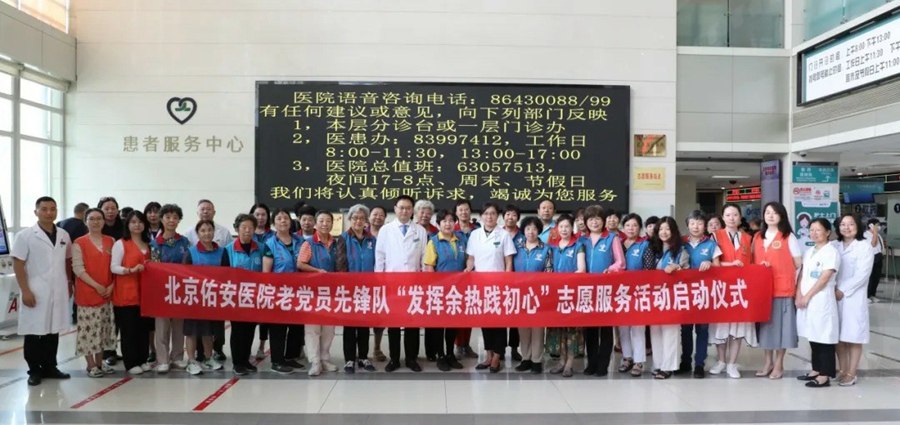 患者服务中心
医院语音咨询电话：86430088/99
有任何建议或意见，向下列部门反映
1，本层分诊台或一层门诊办
2，医患办：83997412，工作日
8:00-11:30，13:00-17:00
3，医院总值班：63057513，
夜间17-8点、周末、节假日
我们将认真倾听诉求 竭诚为您服务
北京佑安医院老党员先锋队“发挥余热践初心”志愿服务活动启动仪式